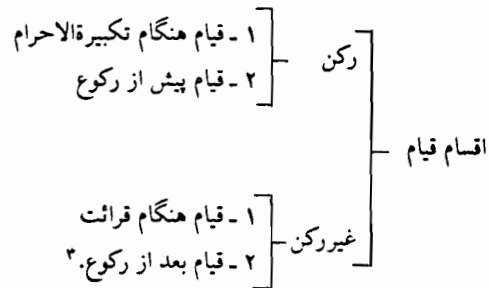 اقسام قیام
رکن
۱ ـ قیام هنگام تکبیرةالاحرام
۲ ـ قیام پیش از رکوع
غیررکن
۱ ـ قیام هنگام قرائت
۲ ـ قیام بعد از رکوع.۳